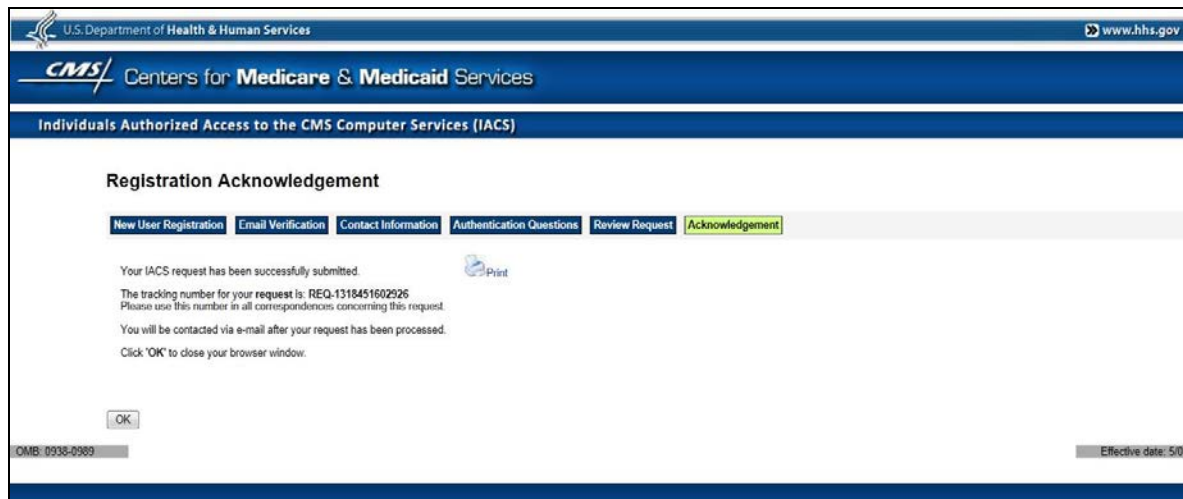 U.S. Department of Health & Human Services
www.hhs.gov
CMS Centers for Medicare & Medicaid Services
Individuals Authorized Access to the CMS Computer Services (IACS)
Registration Acknowledgement
New User Registration Email Verification Contact Information Authentication Questions Review Request Acknowledgement
Your IACS request has been successfully submitted. Print
The tracking number for your request is: REQ-1318451602926
Please use this number in all correspondences concerning this request.
You will be contacted via e-mail after your request has been processed.
Click "OK" to close your browser window.
OK
OMB: 0938-0989
Effective date: 5/0